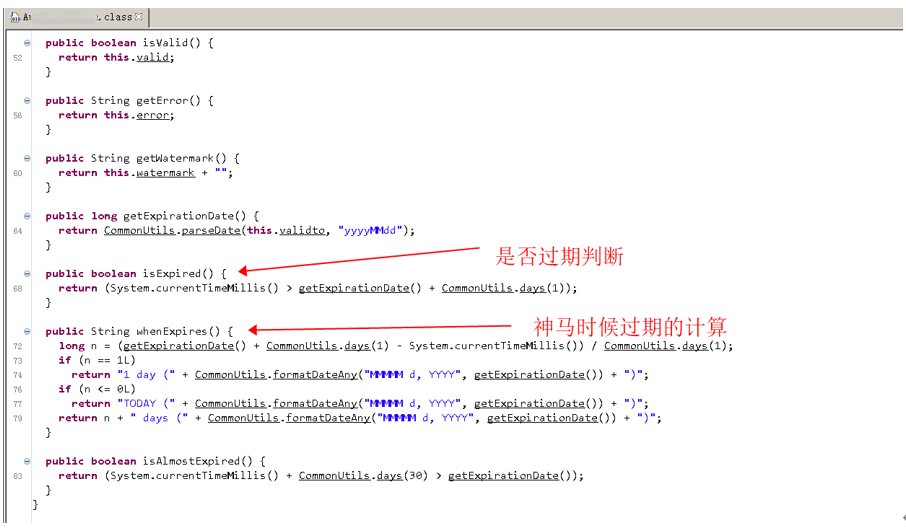 A .class
public boolean isValid() {
52 return this.valid;
}
public String getError() {
56 return this.error;
}
public String getWatermark() {
60 return this.watermark + "";
}
public long getExpirationDate() {
64 return CommonUtils.parseDate(this.validto, "yyyyMMdd");
}
是否过期判断
public boolean isExpired() {
68 return (System.currentTimeMillis() > getExpirationDate() + CommonUtils.days(1));
}
public String whenExpires() { 神马时候过期的计算
72 long n = (getExpirationDate() + CommonUtils.days(1) - System.currentTimeMillis()) / CommonUtils.days(1);
73 if (n == 1L)
74 return "1 day (" + CommonUtils.formatDateAny("MMMMM d, YYYY", getExpirationDate()) + ")";
76 if (n <= 0L)
77 return "TODAY (" + CommonUtils.formatDateAny("MMMMM d, YYYY", getExpirationDate()) + ")";
79 return n + " days (" + CommonUtils.formatDateAny("MMMMM d, YYYY", getExpirationDate()) + ")";
}
public boolean isAlmostExpired() {
83 return (System.currentTimeMillis() + CommonUtils.days(30) > getExpirationDate());
}
}